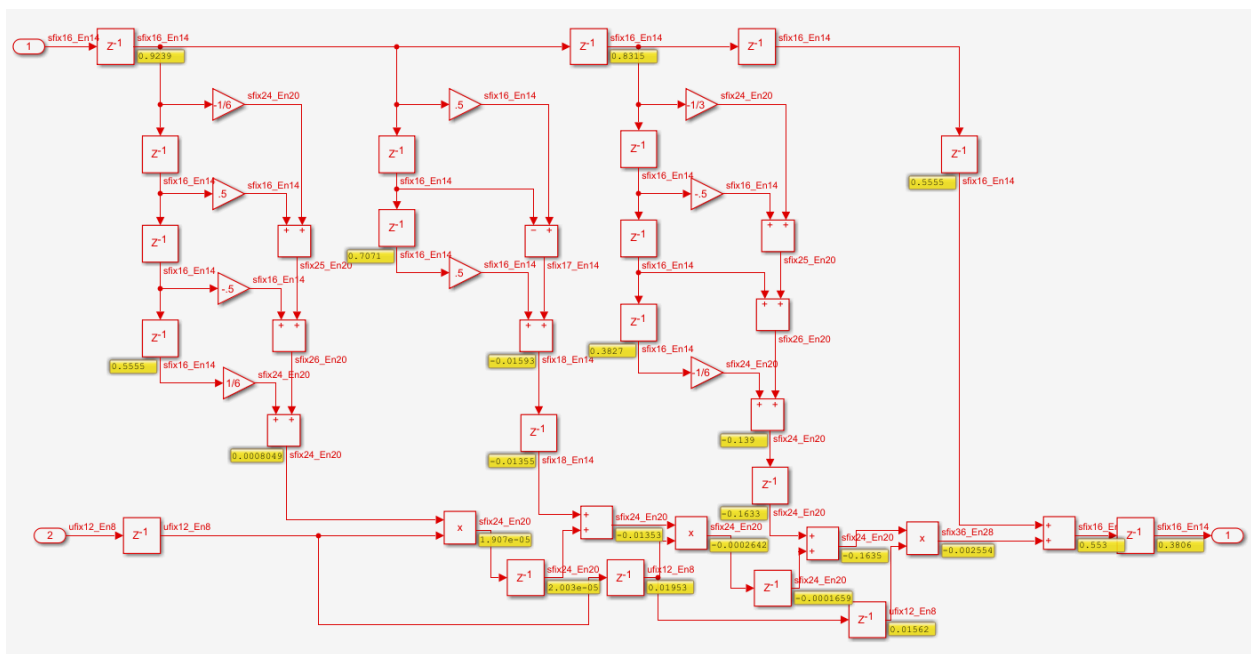 1 sfix16_En14 Z-1 sfix16_En14 Z-1 sfix16_En14 Z-1 sfix16_En14
0.9239 0.8315
-1/6 sfix24_En20 .5 sfix16_En14 -1/3 sfix24_En20
Z-1 Z-1 Z-1 Z-1
sfix16_En14 .5 sfix16_En14 sfix16_En14 sfix16_En14 -.5 sfix16_En14 0.5555 sfix16_En14
Z-1 + + Z-1 - + Z-1 + +
0.7071
sfix16_En14 -.5 sfix16_En14 sfix25_En20 sfix16_En14 .5 sfix16_En14 sfix17_En14 sfix16_En14 sfix25_En20
Z-1 + + + + Z-1 + +
0.5555 sfix16_En14 sfix26_En20 -0.01593 sfix18_En14 0.3827 sfix16_En14 sfix26_En20
1/6 sfix24_En20 -1/6 sfix24_En20
+ + Z-1 + +
0.0008049 sfix24_En20 -0.01355 sfix18_En14 -0.139 sfix24_En20
Z-1
-0.1633 sfix24_En20
2 ufix12_En8 Z-1 ufix12_En8 x sfix24_En20 + + sfix24_En20 x sfix24_En20 + + sfix24_En20 x sfix36_En28 + + sfix16_En Z-1 sfix16_En14 1
1.907e-05 -0.01353 -0.0002642 -0.1635 -0.002554 0.553 0.3806
Z-1 sfix24_En20 Z-1 ufix12_En8 Z-1 sfix24_En20
2.003e-05 0.01953 -0.0001659
Z-1 ufix12_En8
0.01562